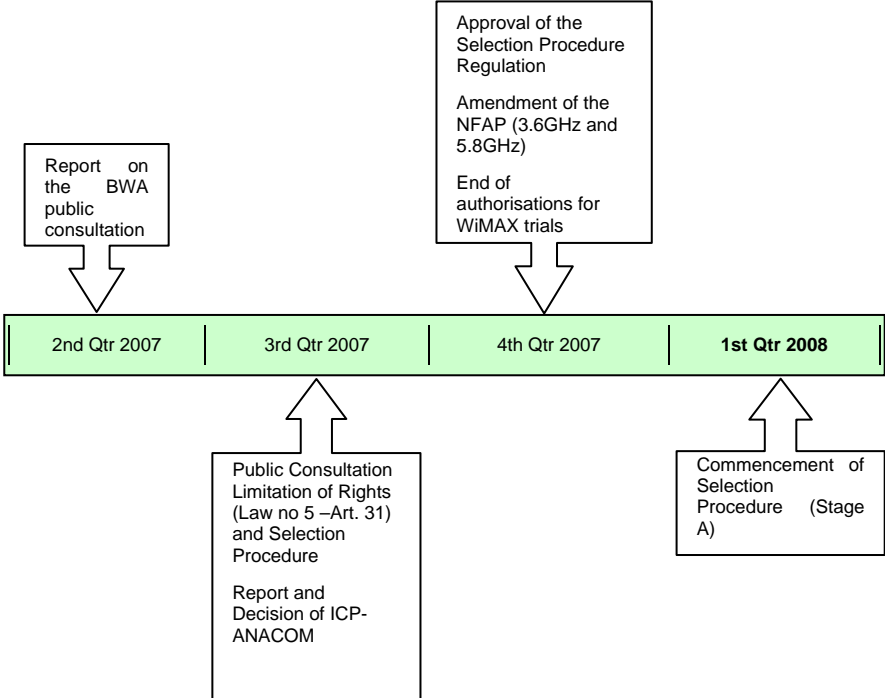 Approval of the
Selection Procedure
Regulation
Amendment of the
NFAP (3.6GHz and
5.8GHz)
End of
authorisations for
WiMAX trials
Report on
the BWA
public
consultation
2nd Qtr 2007
3rd Qtr 2007
4th Qtr 2007
1st Qtr 2008
Public Consultation
Limitation of Rights
(Law no 5 –Art. 31)
and Selection
Procedure
Report and
Decision of ICP-
ANACOM
Commencement of
Selection
Procedure (Stage
A)